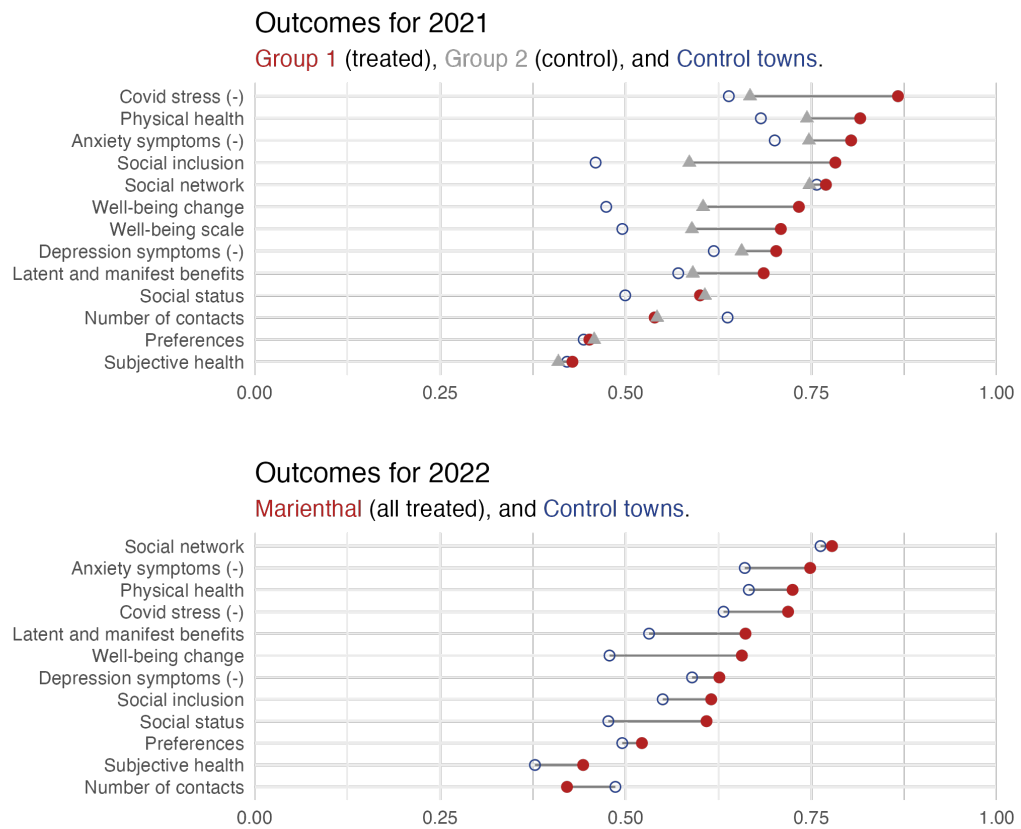 Outcomes for 2021
Group 1 (treated), Group 2 (control), and Control towns.
Covid stress (-)
Physical health
Anxiety symptoms (-)
Social inclusion
Social network
Well-being change
Well-being scale
Depression symptoms (-)
Latent and manifest benefits
Social status
Number of contacts
Preferences
Subjective health
0.00 0.25 0.50 0.75 1.00
Outcomes for 2022
Marienthal (all treated), and Control towns.
Social network
Anxiety symptoms (-)
Physical health
Covid stress (-)
Latent and manifest benefits
Well-being change
Depression symptoms (-)
Social inclusion
Social status
Preferences
Subjective health
Number of contacts
0.00 0.25 0.50 0.75 1.00